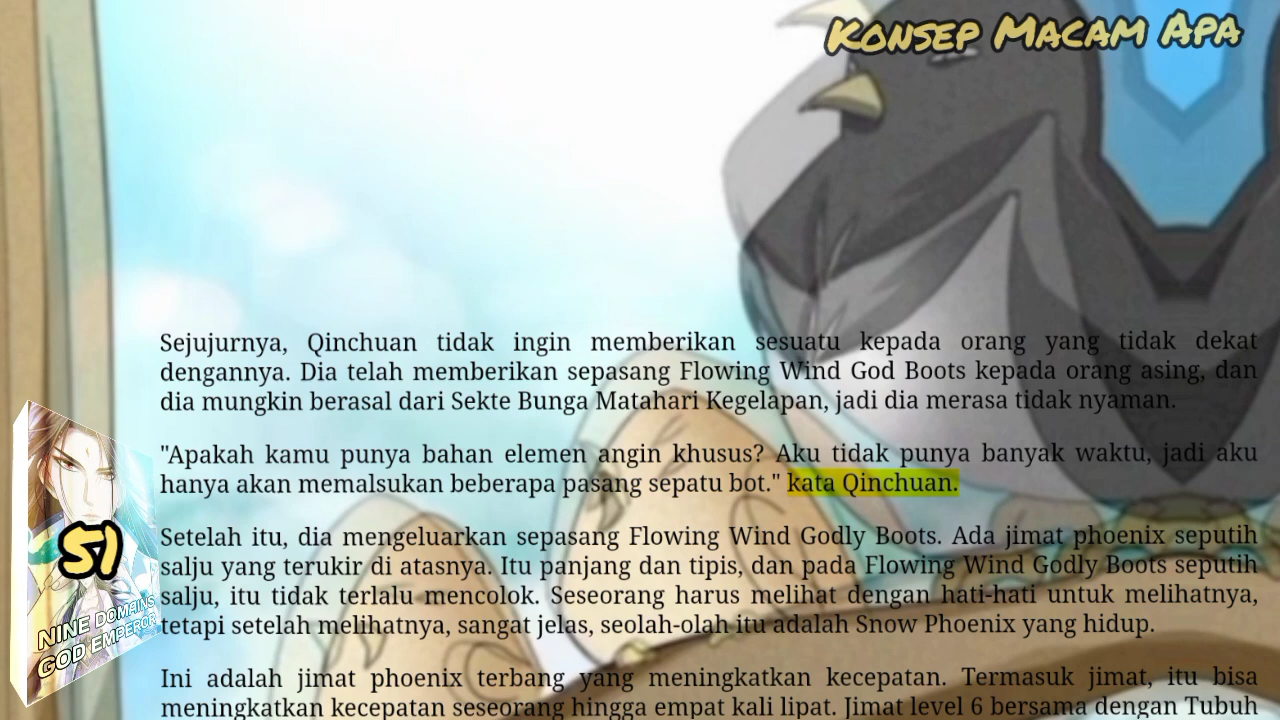 Konsep Macam Apa
Sejujurnya, Qinchuan tidak ingin memberikan sesuatu kepada orang yang tidak dekat
dengannya. Dia telah memberikan sepasang Flowing Wind God Boots kepada orang asing, dan
dia mungkin berasal dari Sekte Bunga Matahari Kegelapan, jadi dia merasa tidak nyaman.
"Apakah kamu punya bahan elemen angin khusus? Aku tidak punya banyak waktu, jadi aku
hanya akan memalsukan beberapa pasang sepatu bot." kata Qinchuan.
Setelah itu, dia mengeluarkan sepasang Flowing Wind Godly Boots. Ada jimat phoenix seputih
salju yang terukir di atasnya. Itu panjang dan tipis, dan pada Flowing Wind Godly Boots seputih
salju, itu tidak terlalu mencolok. Seseorang harus melihat dengan hati-hati untuk melihatnya,
tetapi setelah melihatnya, sangat jelas, seolah-olah itu adalah Snow Phoenix yang hidup.
Ini adalah jimat phoenix terbang yang meningkatkan kecepatan. Termasuk jimat, itu bisa
meningkatkan kecepatan seseorang hingga empat kali lipat. Jimat level 6 bersama dengan Tubuh
51
NINE DOMAINS
GOD EMPEROR